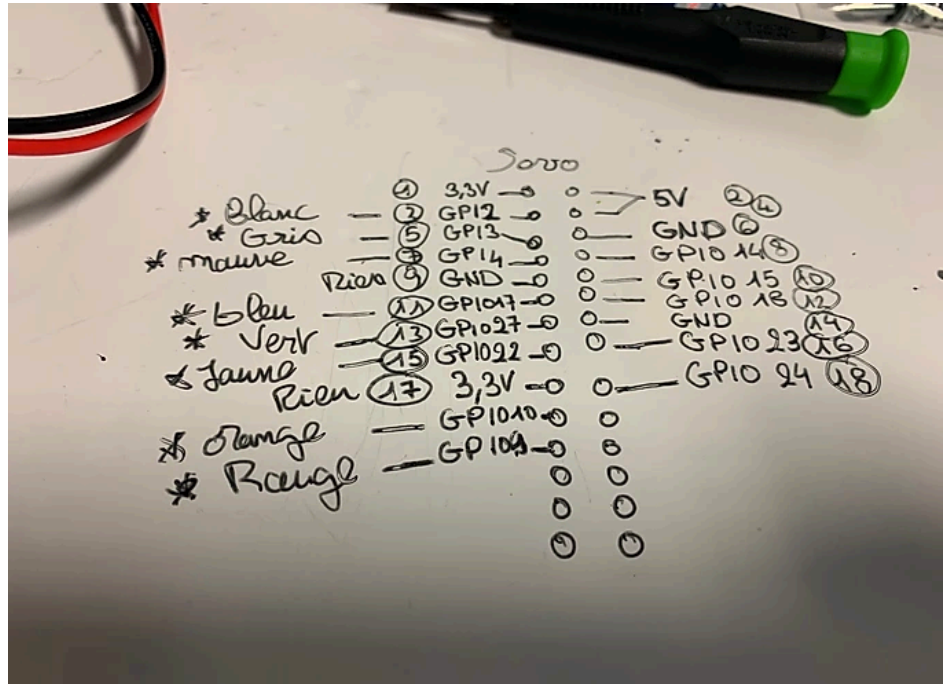 Servo
① 3,3V 5V ② ④
* Blanc — ③ GPI2
* Gris — ⑤ GPI3 GND ⑥
* mauve — ⑦ GPI4 GPIO 14 ⑧
Rien ⑨ GND GPIO 15 ⑩
* bleu — ⑪ GPIO17 GPIO 18 ⑫
* Vert — ⑬ GPIO27 GND ⑭
* Jaune — ⑮ GPIO22 GPIO 23 ⑯
Rien ⑰ 3,3V GPIO 24 ⑱
* Orange — GPIO10
* Rouge — GPIO9